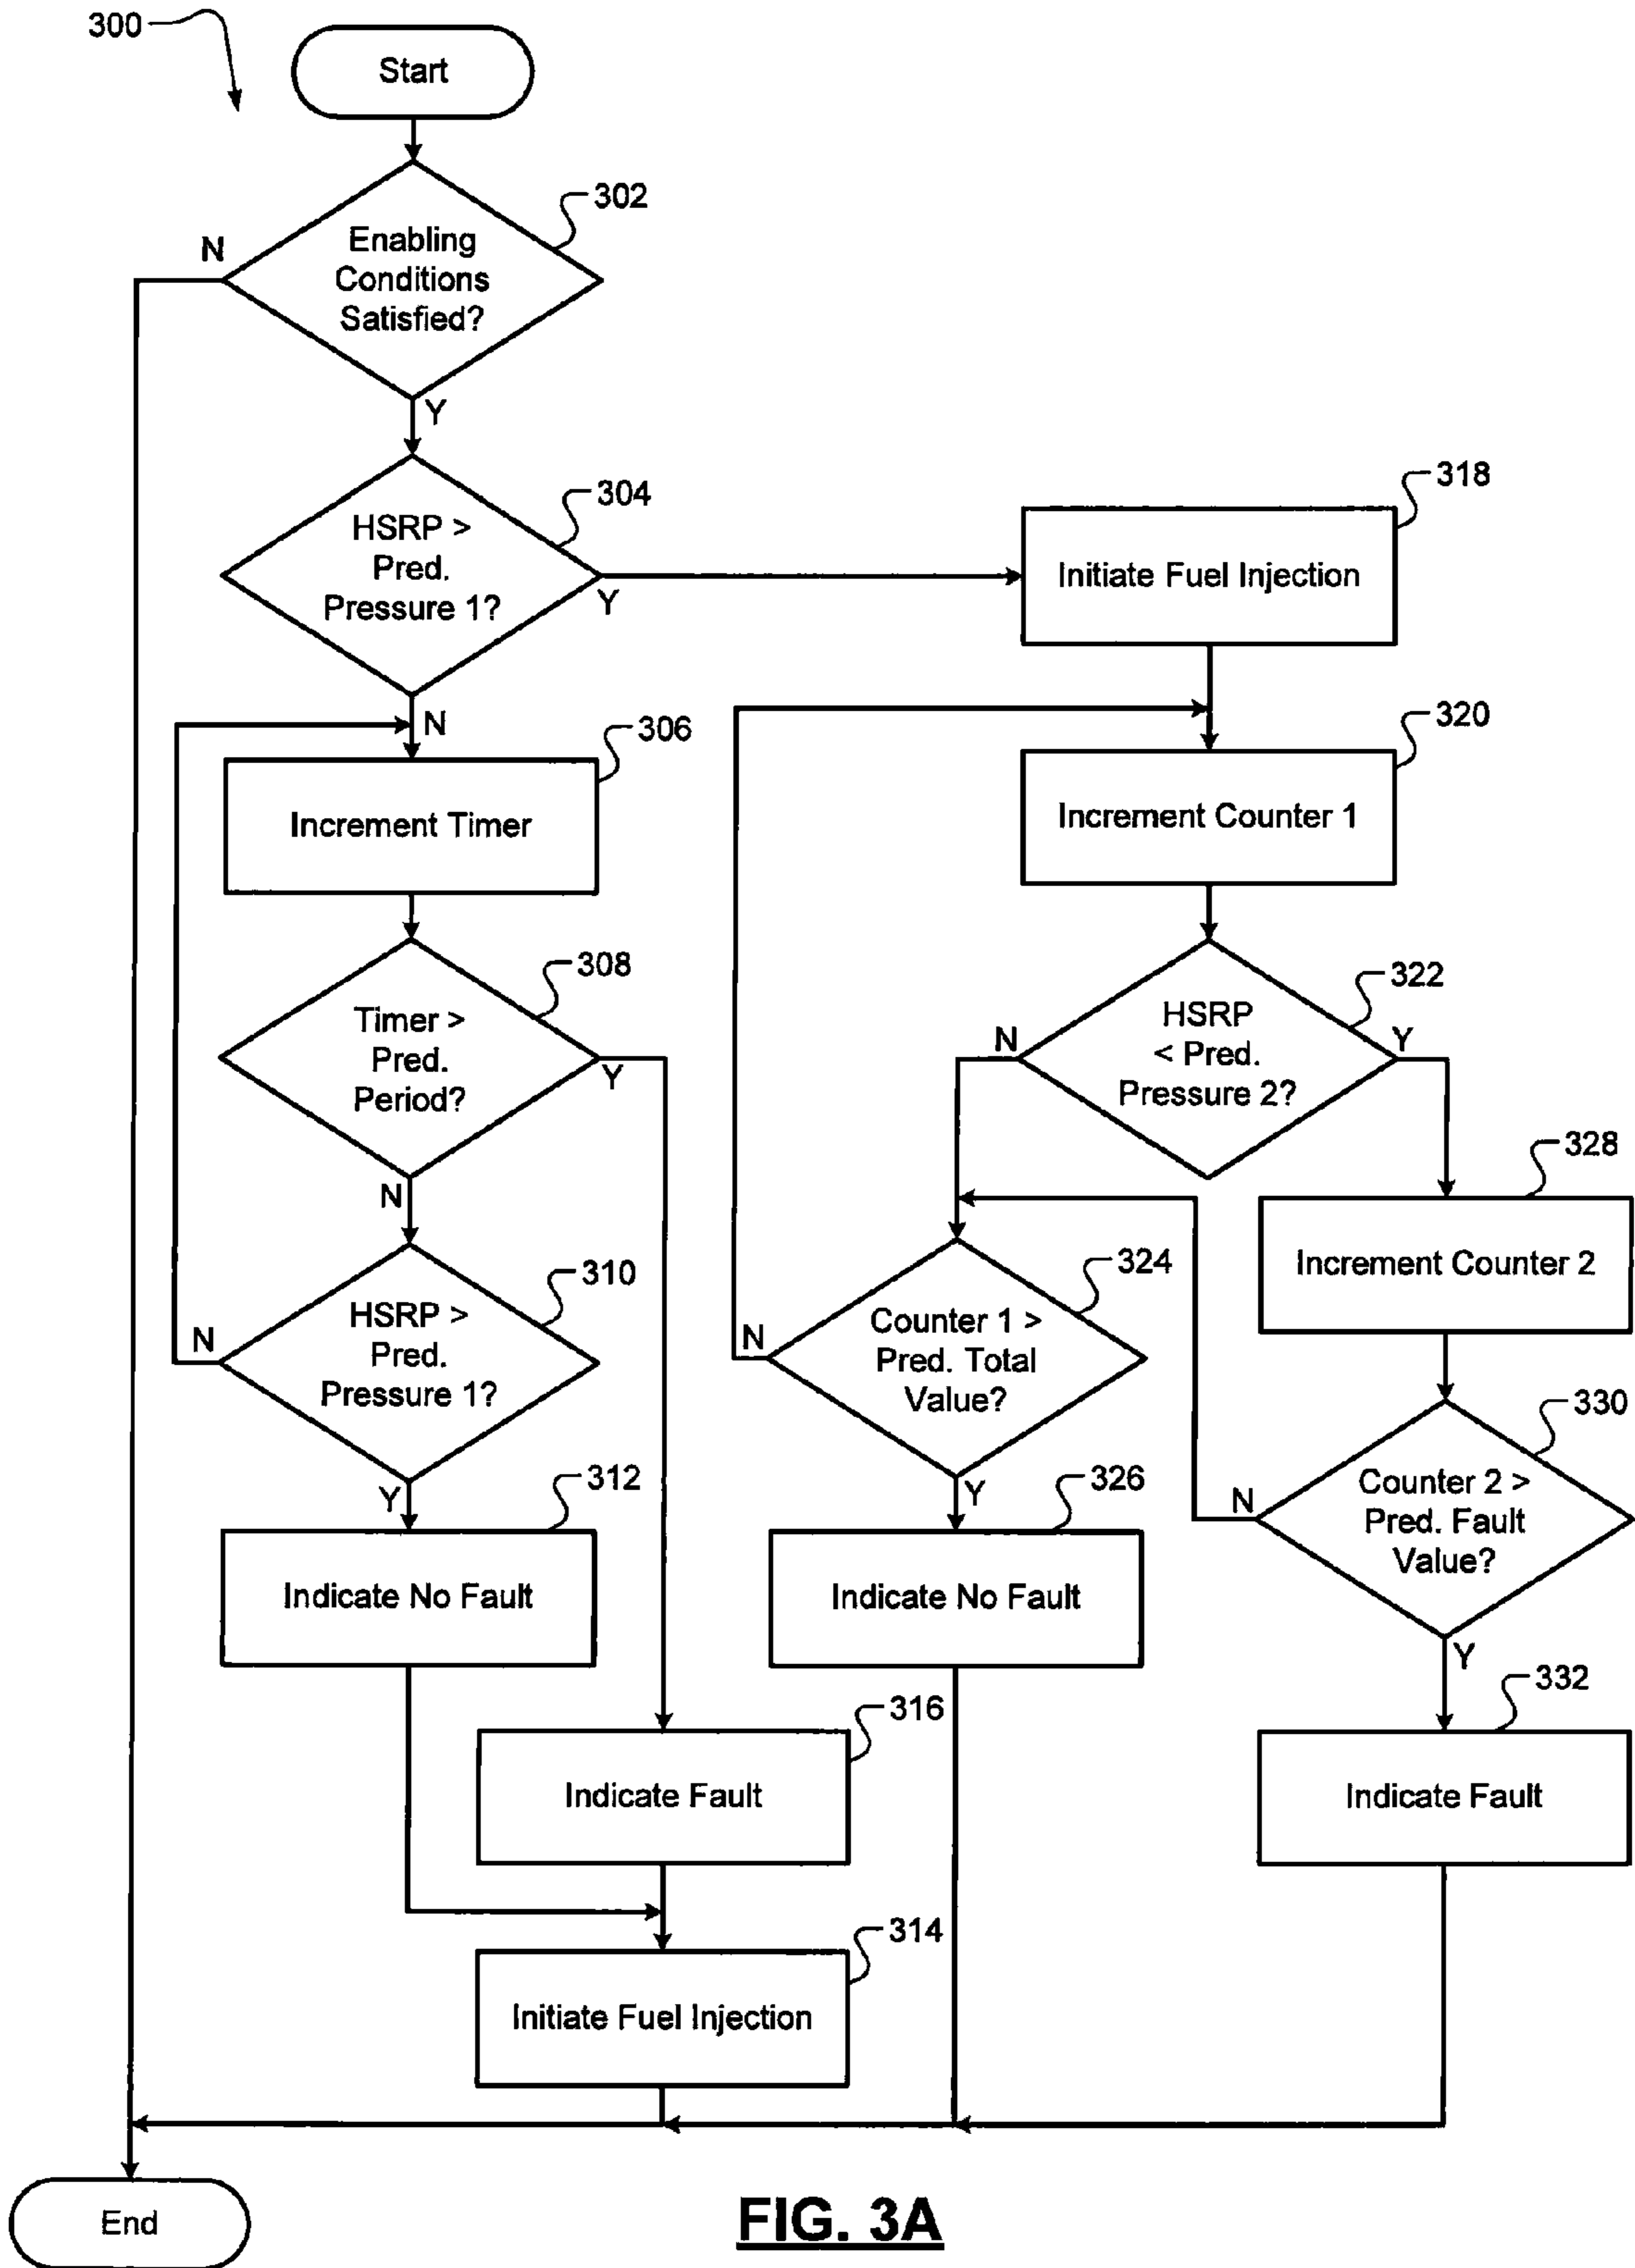 300
Start
302
Enabling
Conditions
Satisfied?
N
Y
304
HSRP >
Pred.
Pressure 1?
Y
N
318
Initiate Fuel Injection
306
Increment Timer
320
Increment Counter 1
308
Timer >
Pred.
Period?
Y
N
322
HSRP
< Pred.
Pressure 2?
N
Y
328
Increment Counter 2
310
HSRP >
Pred.
Pressure 1?
N
Y
324
Counter 1 >
Pred. Total
Value?
N
Y
330
Counter 2 >
Pred. Fault
Value?
N
Y
312
Indicate No Fault
326
Indicate No Fault
316
Indicate Fault
332
Indicate Fault
314
Initiate Fuel Injection
End
FIG. 3A